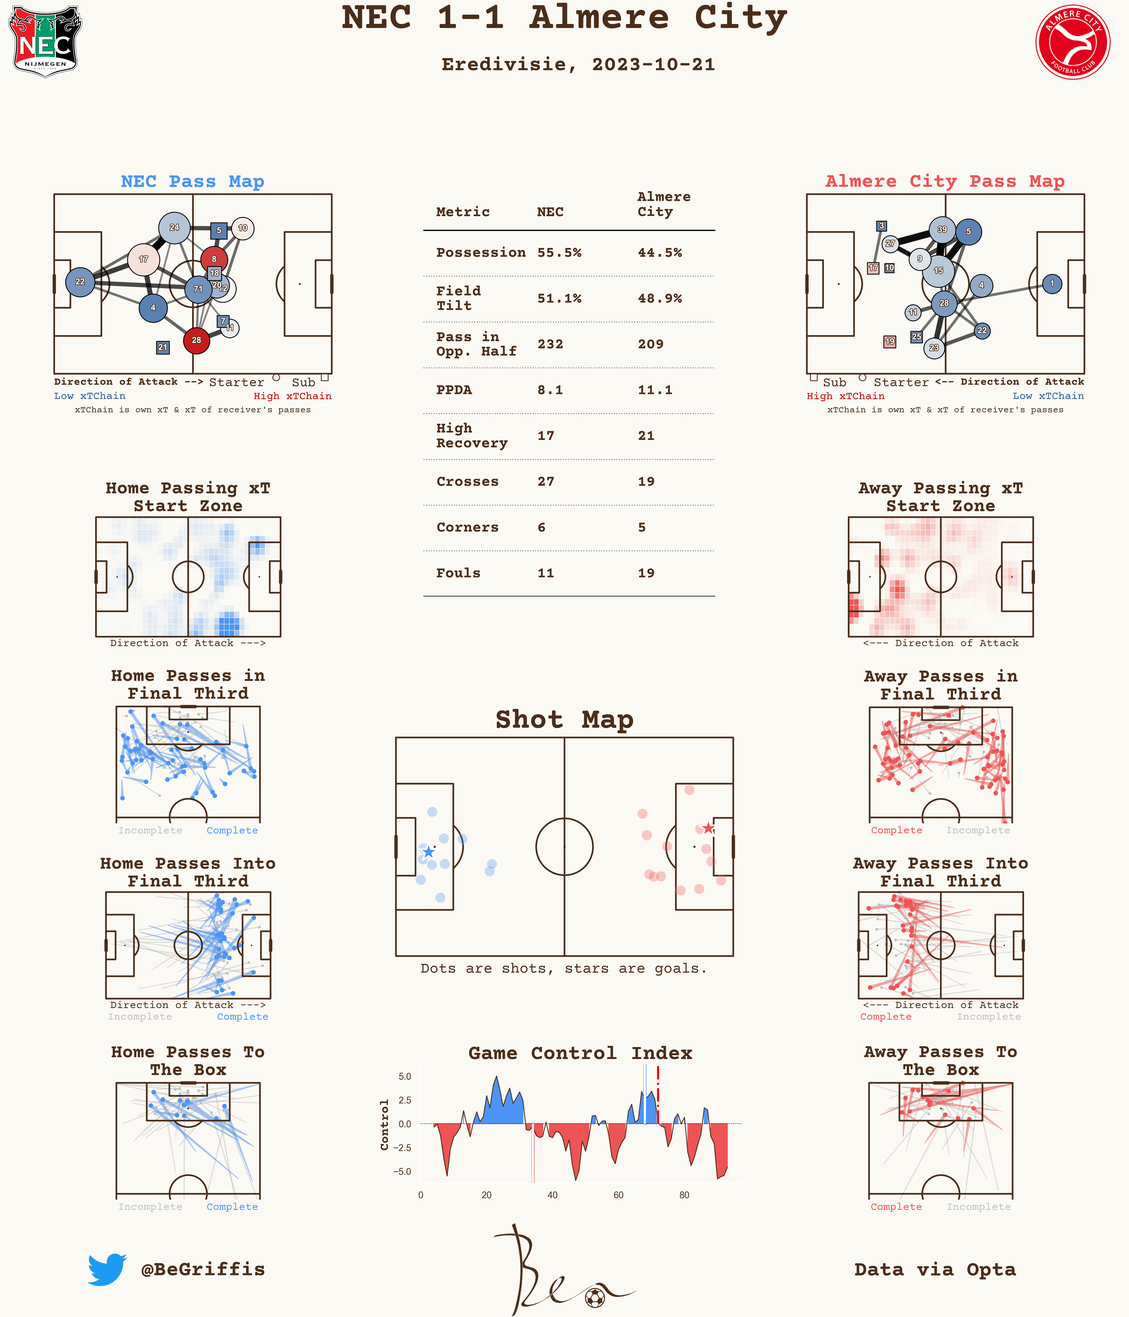 NEC 1-1 Almere City
Eredivisie, 2023-10-21
NEC
NIJMEGEN
ALMERE CITY
FOOTBALL CLUB
NEC Pass Map
24
5
10
17
8
18
22
20
12
71
4
7
11
28
21
Direction of Attack --> Starter Sub
Low xTChain High xTChain
xTChain is own xT & xT of receiver's passes
Metric NEC Almere City
Possession 55.5% 44.5%
Field Tilt 51.1% 48.9%
Pass in Opp. Half 232 209
PPDA 8.1 11.1
High Recovery 17 21
Crosses 27 19
Corners 6 5
Fouls 11 19
Almere City Pass Map
3
39
5
27
9
17
10
15
4
1
28
11
22
25
19
23
Sub Starter <-- Direction of Attack
High xTChain Low xTChain
xTChain is own xT & xT of receiver's passes
Home Passing xT
Start Zone
Direction of Attack --->
Away Passing xT
Start Zone
<--- Direction of Attack
Home Passes in
Final Third
Incomplete Complete
Away Passes in
Final Third
Complete Incomplete
Shot Map
Dots are shots, stars are goals.
Home Passes Into
Final Third
Direction of Attack --->
Incomplete Complete
Away Passes Into
Final Third
<--- Direction of Attack
Complete Incomplete
Home Passes To
The Box
Incomplete Complete
Game Control Index
Control
5.0
2.5
0.0
−2.5
−5.0
0 20 40 60 80
Away Passes To
The Box
Complete Incomplete
@BeGriffis
Ben
Data via Opta